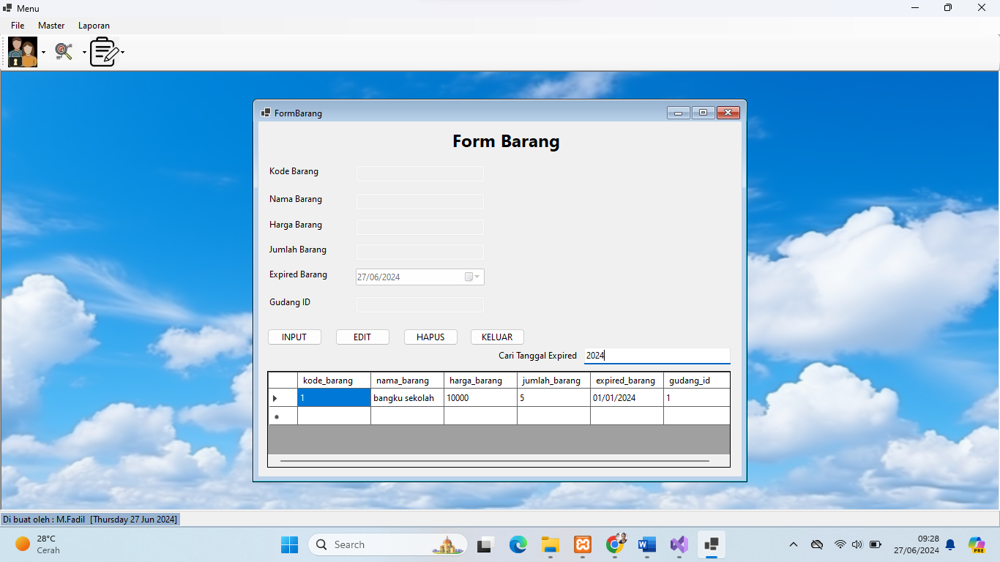 Menu
File Master Laporan
FormBarang
Form Barang
Kode Barang
Nama Barang
Harga Barang
Jumlah Barang
Expired Barang 27/06/2024
Gudang ID
INPUT EDIT HAPUS KELUAR
Cari Tanggal Expired 2024
kode_barang nama_barang harga_barang jumlah_barang expired_barang gudang_id
1 bangku sekolah 10000 5 01/01/2024 1
Di buat oleh : M.Fadil [Thursday 27 Jun 2024]
28°C
Cerah
Search
09:28
27/06/2024
PRE